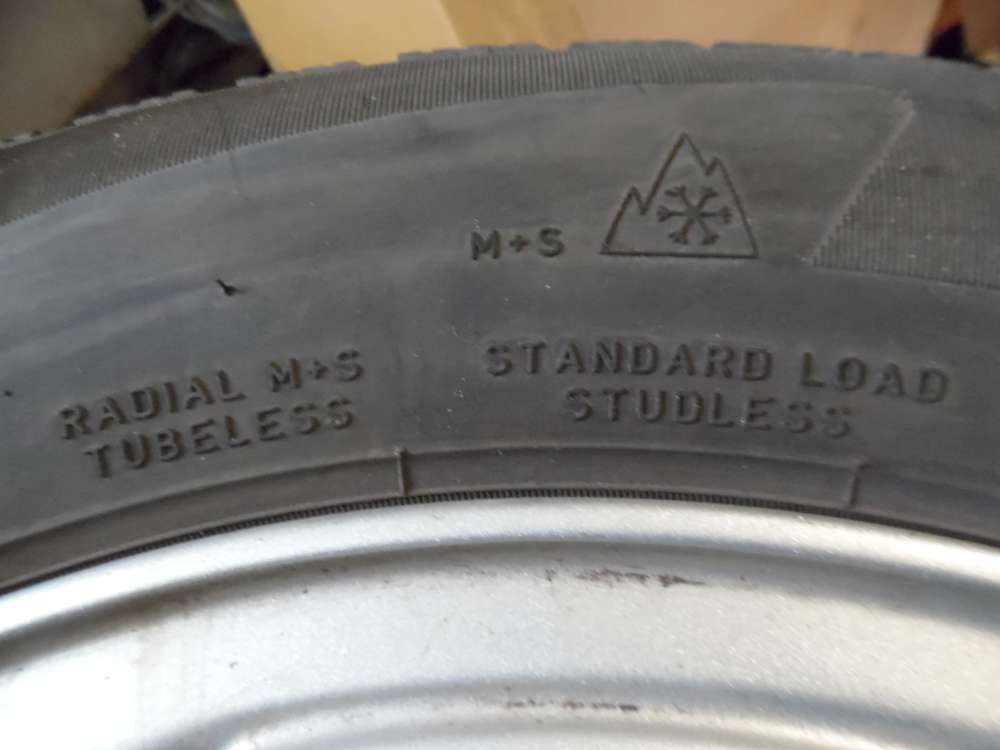 M+S
RADIAL M+S
TUBELESS
STANDARD LOAD
STUDLESS